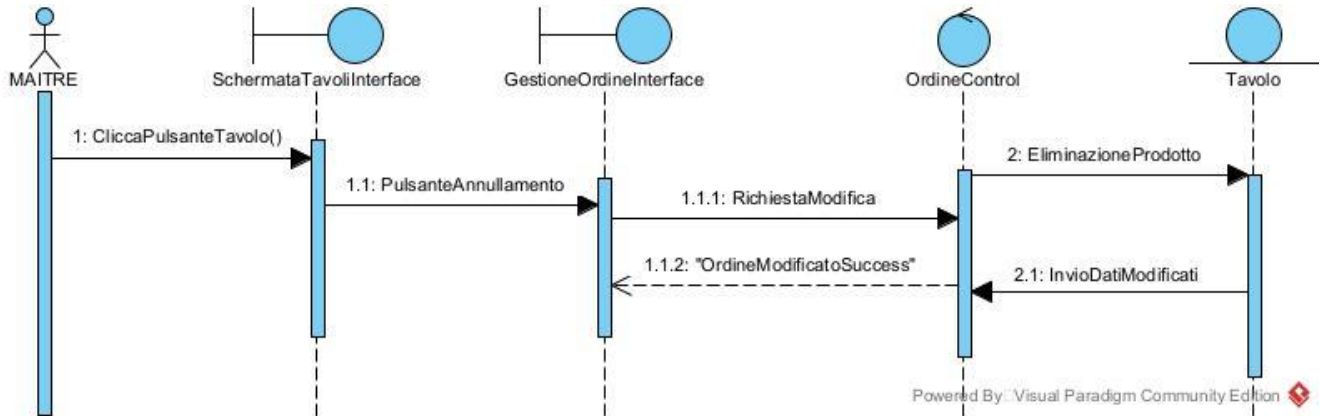 MAITRE
SchermataTavoliInterface
GestioneOrdineInterface
OrdineControl
Tavolo
1: CliccaPulsanteTavolo()
2: EliminazioneProdotto
1.1: PulsanteAnnullamento
1.1.1: RichiestaModifica
1.1.2: "OrdineModificatoSuccess"
2.1: InvioDatiModificati
Powered By Visual Paradigm Community Edition